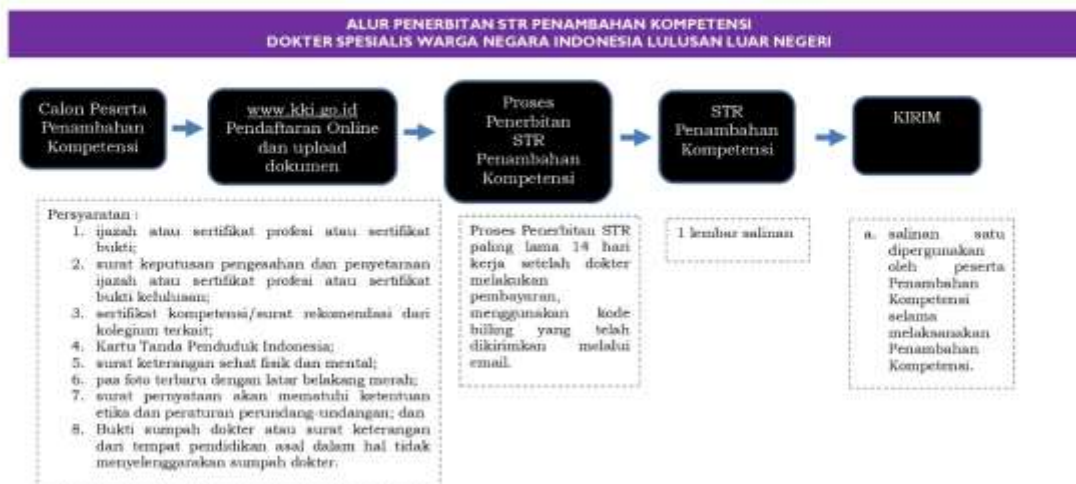 ALUR PENERBITAN STR PENAMBAHAN KOMPETENSI
DOKTER SPESIALIS WARGA NEGARA INDONESIA LULUSAN LUAR NEGERI
Calon Peserta
Penambahan
Kompetensi
www.kki.go.id
Pendaftaran Online
dan upload
dokumen
Proses
Penerbitan
STR
Penambahan
Kompetensi
STR
Penambahan
Kompetensi
KIRIM
Persyaratan :
1. ijazah atau sertifikat profesi atau sertifikat
bukti;
2. surat keputusan pengesahan dan penyetaraan
ijazah atau sertifikat profesi atau sertifikat
bukti kelulusan;
3. sertifikat kompetensi/surat rekomendasi dari
kolegium terkait;
4. Kartu Tanda Penduduk Indonesia;
5. surat keterangan sehat fisik dan mental;
6. pas foto terbaru dengan latar belakang merah;
7. surat pernyataan akan mematuhi ketentuan
etika dan peraturan perundang-undangan; dan
8. Bukti sumpah dokter atau surat keterangan
dari tempat pendidikan asal dalam hal tidak
menyelenggarakan sumpah dokter.
Proses Penerbitan STR
paling lama 14 hari
kerja setelah dokter
melakukan
pembayaran,
menggunakan kode
billing yang telah
dikirimkan melalui
email.
1 lembar salinan
a. salinan satu
dipergunakan
oleh peserta
Penambahan
Kompetensi
selama
melaksanakan
Penambahan
Kompetensi.